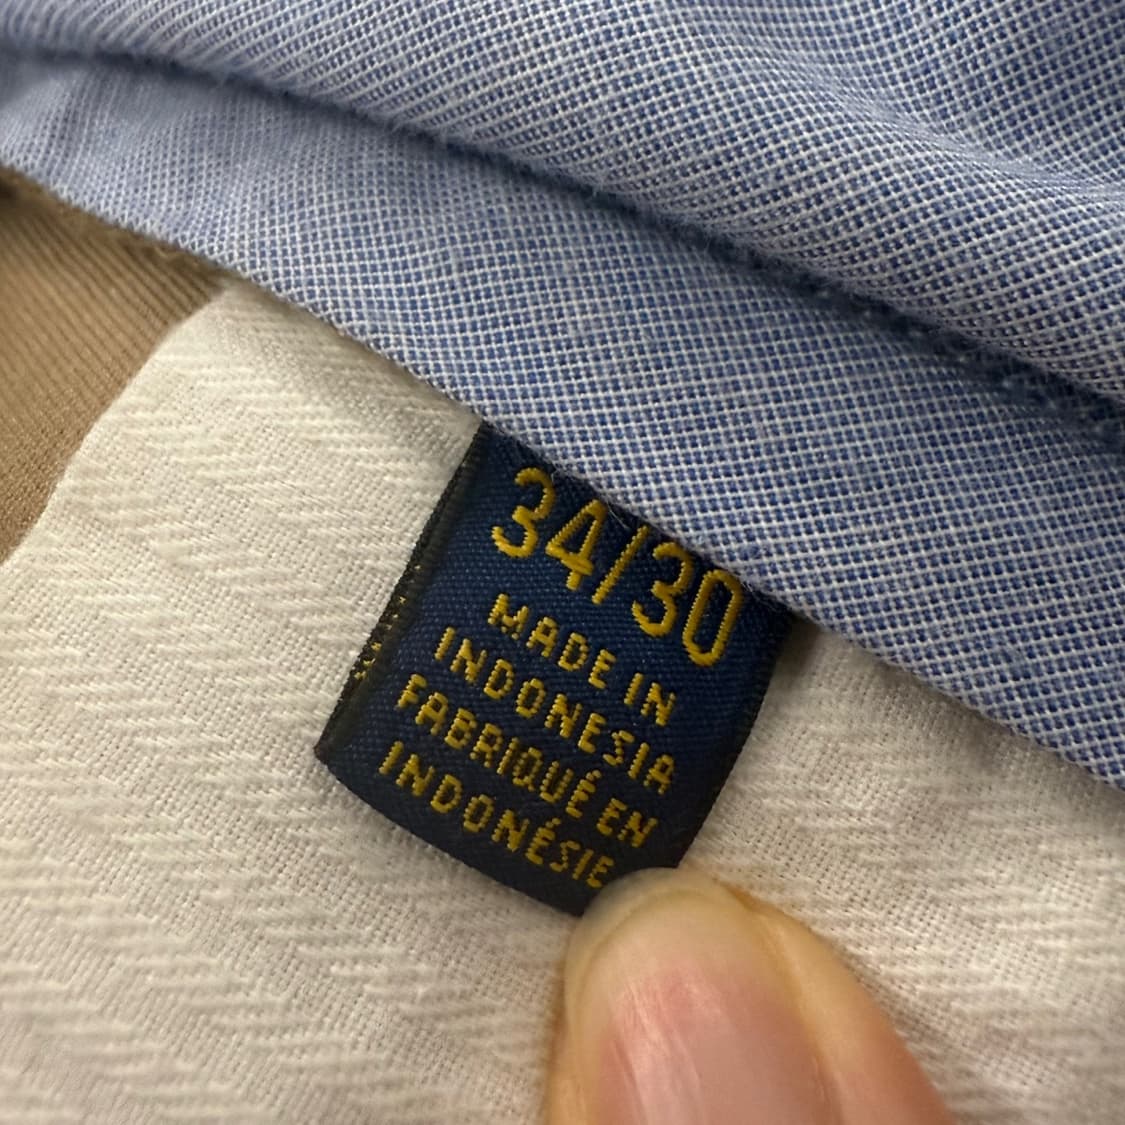 34/30
MADE IN
INDONESIA
FABRIQUÉ EN
INDONÉSIE